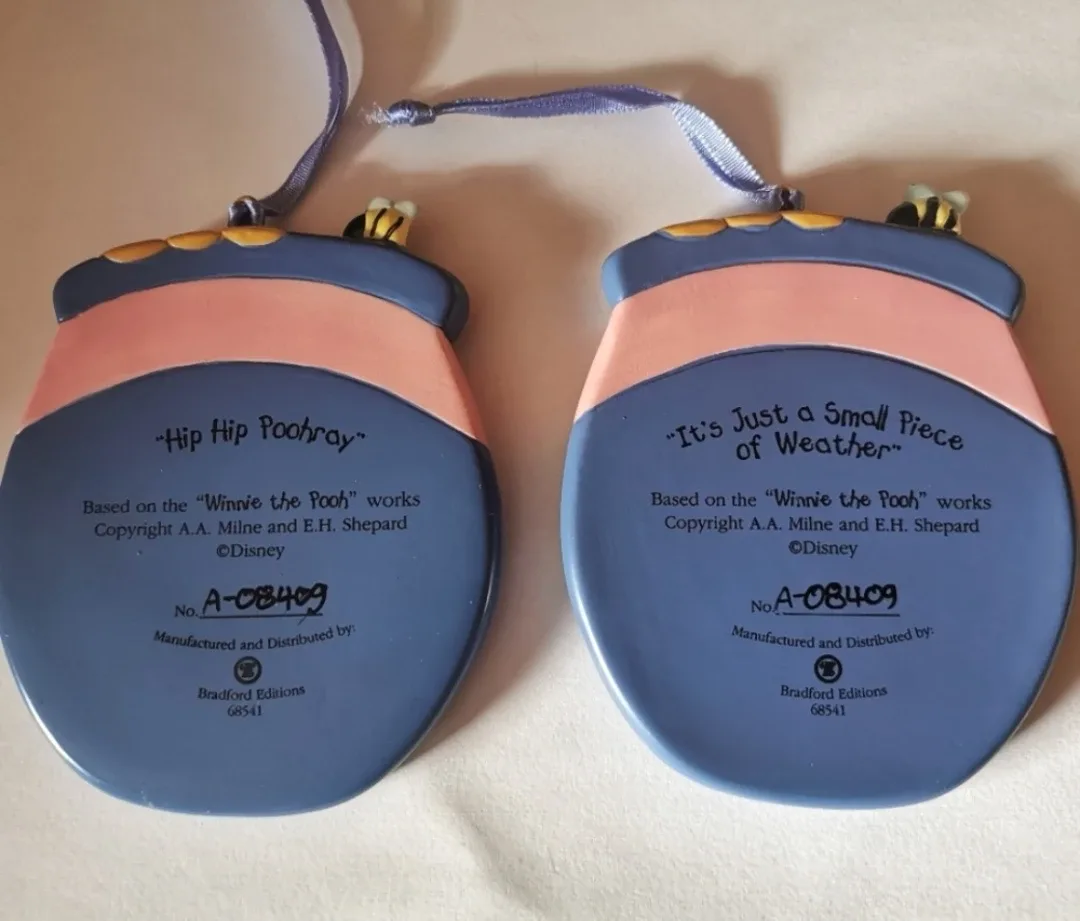 "Hip Hip Poohray"
Based on the "Winnie the Pooh" works
Copyright A.A. Milne and E.H. Shepard
©Disney
No. A-08409
Manufactured and Distributed by:
Bradford Editions
68541
"It's Just a Small Piece
of Weather"
Based on the "Winnie the Pooh" works
Copyright A.A. Milne and E.H. Shepard
©Disney
No. A-08409
Manufactured and Distributed by:
Bradford Editions
68541